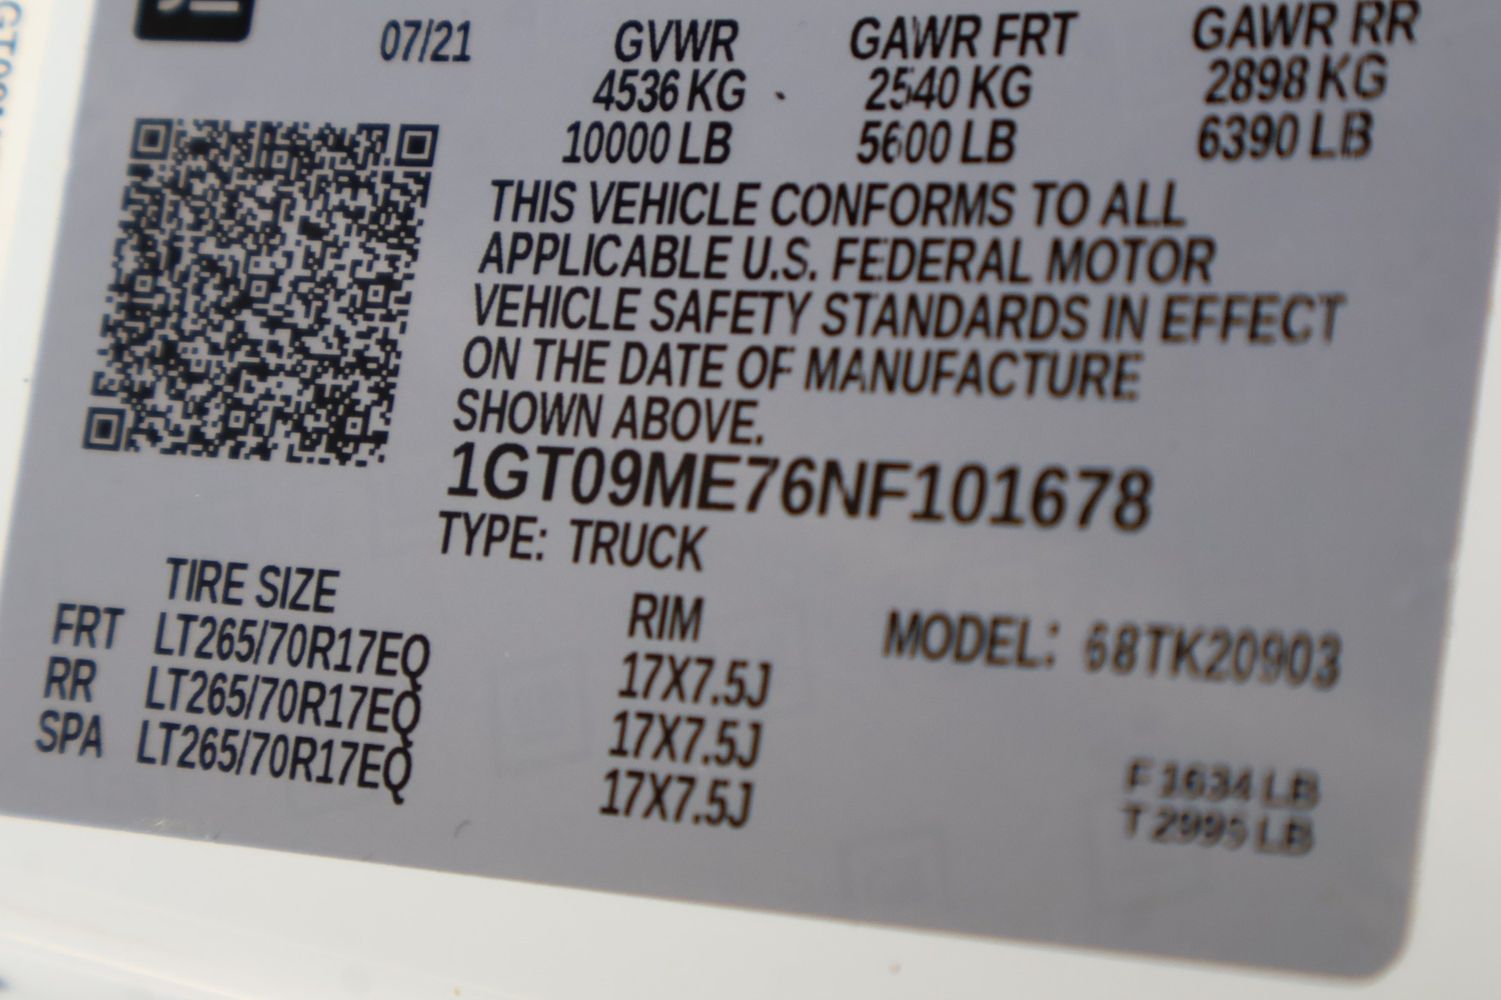 07/21 GVWR GAWR FRT GAWR RR
4536 KG 2540 KG 2898 KG
10000 LB 5600 LB 6390 LB
THIS VEHICLE CONFORMS TO ALL
APPLICABLE U.S. FEDERAL MOTOR
VEHICLE SAFETY STANDARDS IN EFFECT
ON THE DATE OF MANUFACTURE
SHOWN ABOVE.
1GT09ME76NF101678
TYPE: TRUCK
TIRE SIZE RIM MODEL: 68TK20903
FRT LT265/70R17EQ 17X7.5J
RR LT265/70R17EQ 17X7.5J
SPA LT265/70R17EQ 17X7.5J
F 1634 LB
T 2995 LB